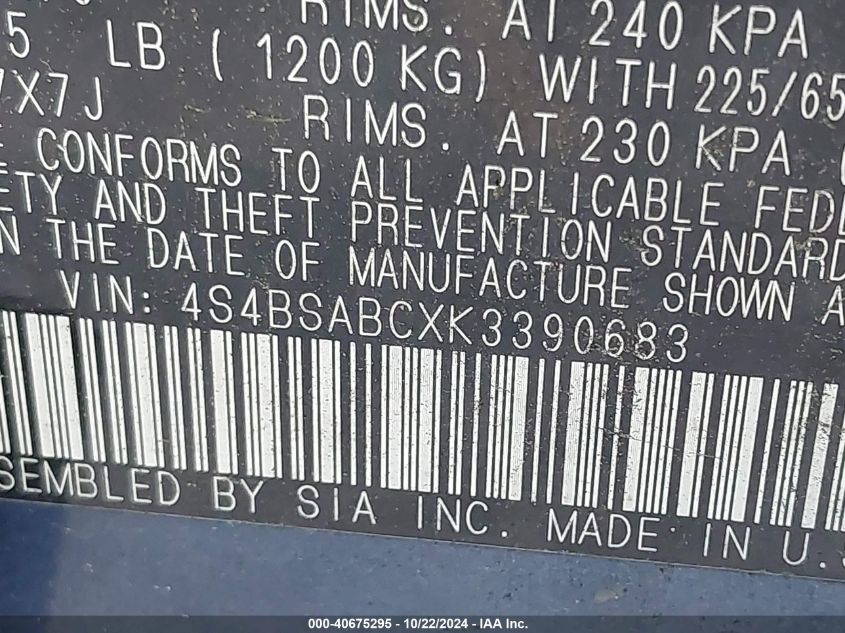 RIMS. AT 240 KPA
5 LB ( 1200 KG) WITH 225/65
7X7J RIMS. AT 230 KPA (
CONFORMS TO ALL APPLICABLE FEDE
ETY AND THEFT PREVENTION STANDARD
N THE DATE OF MANUFACTURE SHOWN A
VIN: 4S4BSABCXK3390683
SEMBLED BY SIA INC. MADE IN U.S
000-40675295 - 10/22/2024 - IAA, Inc.